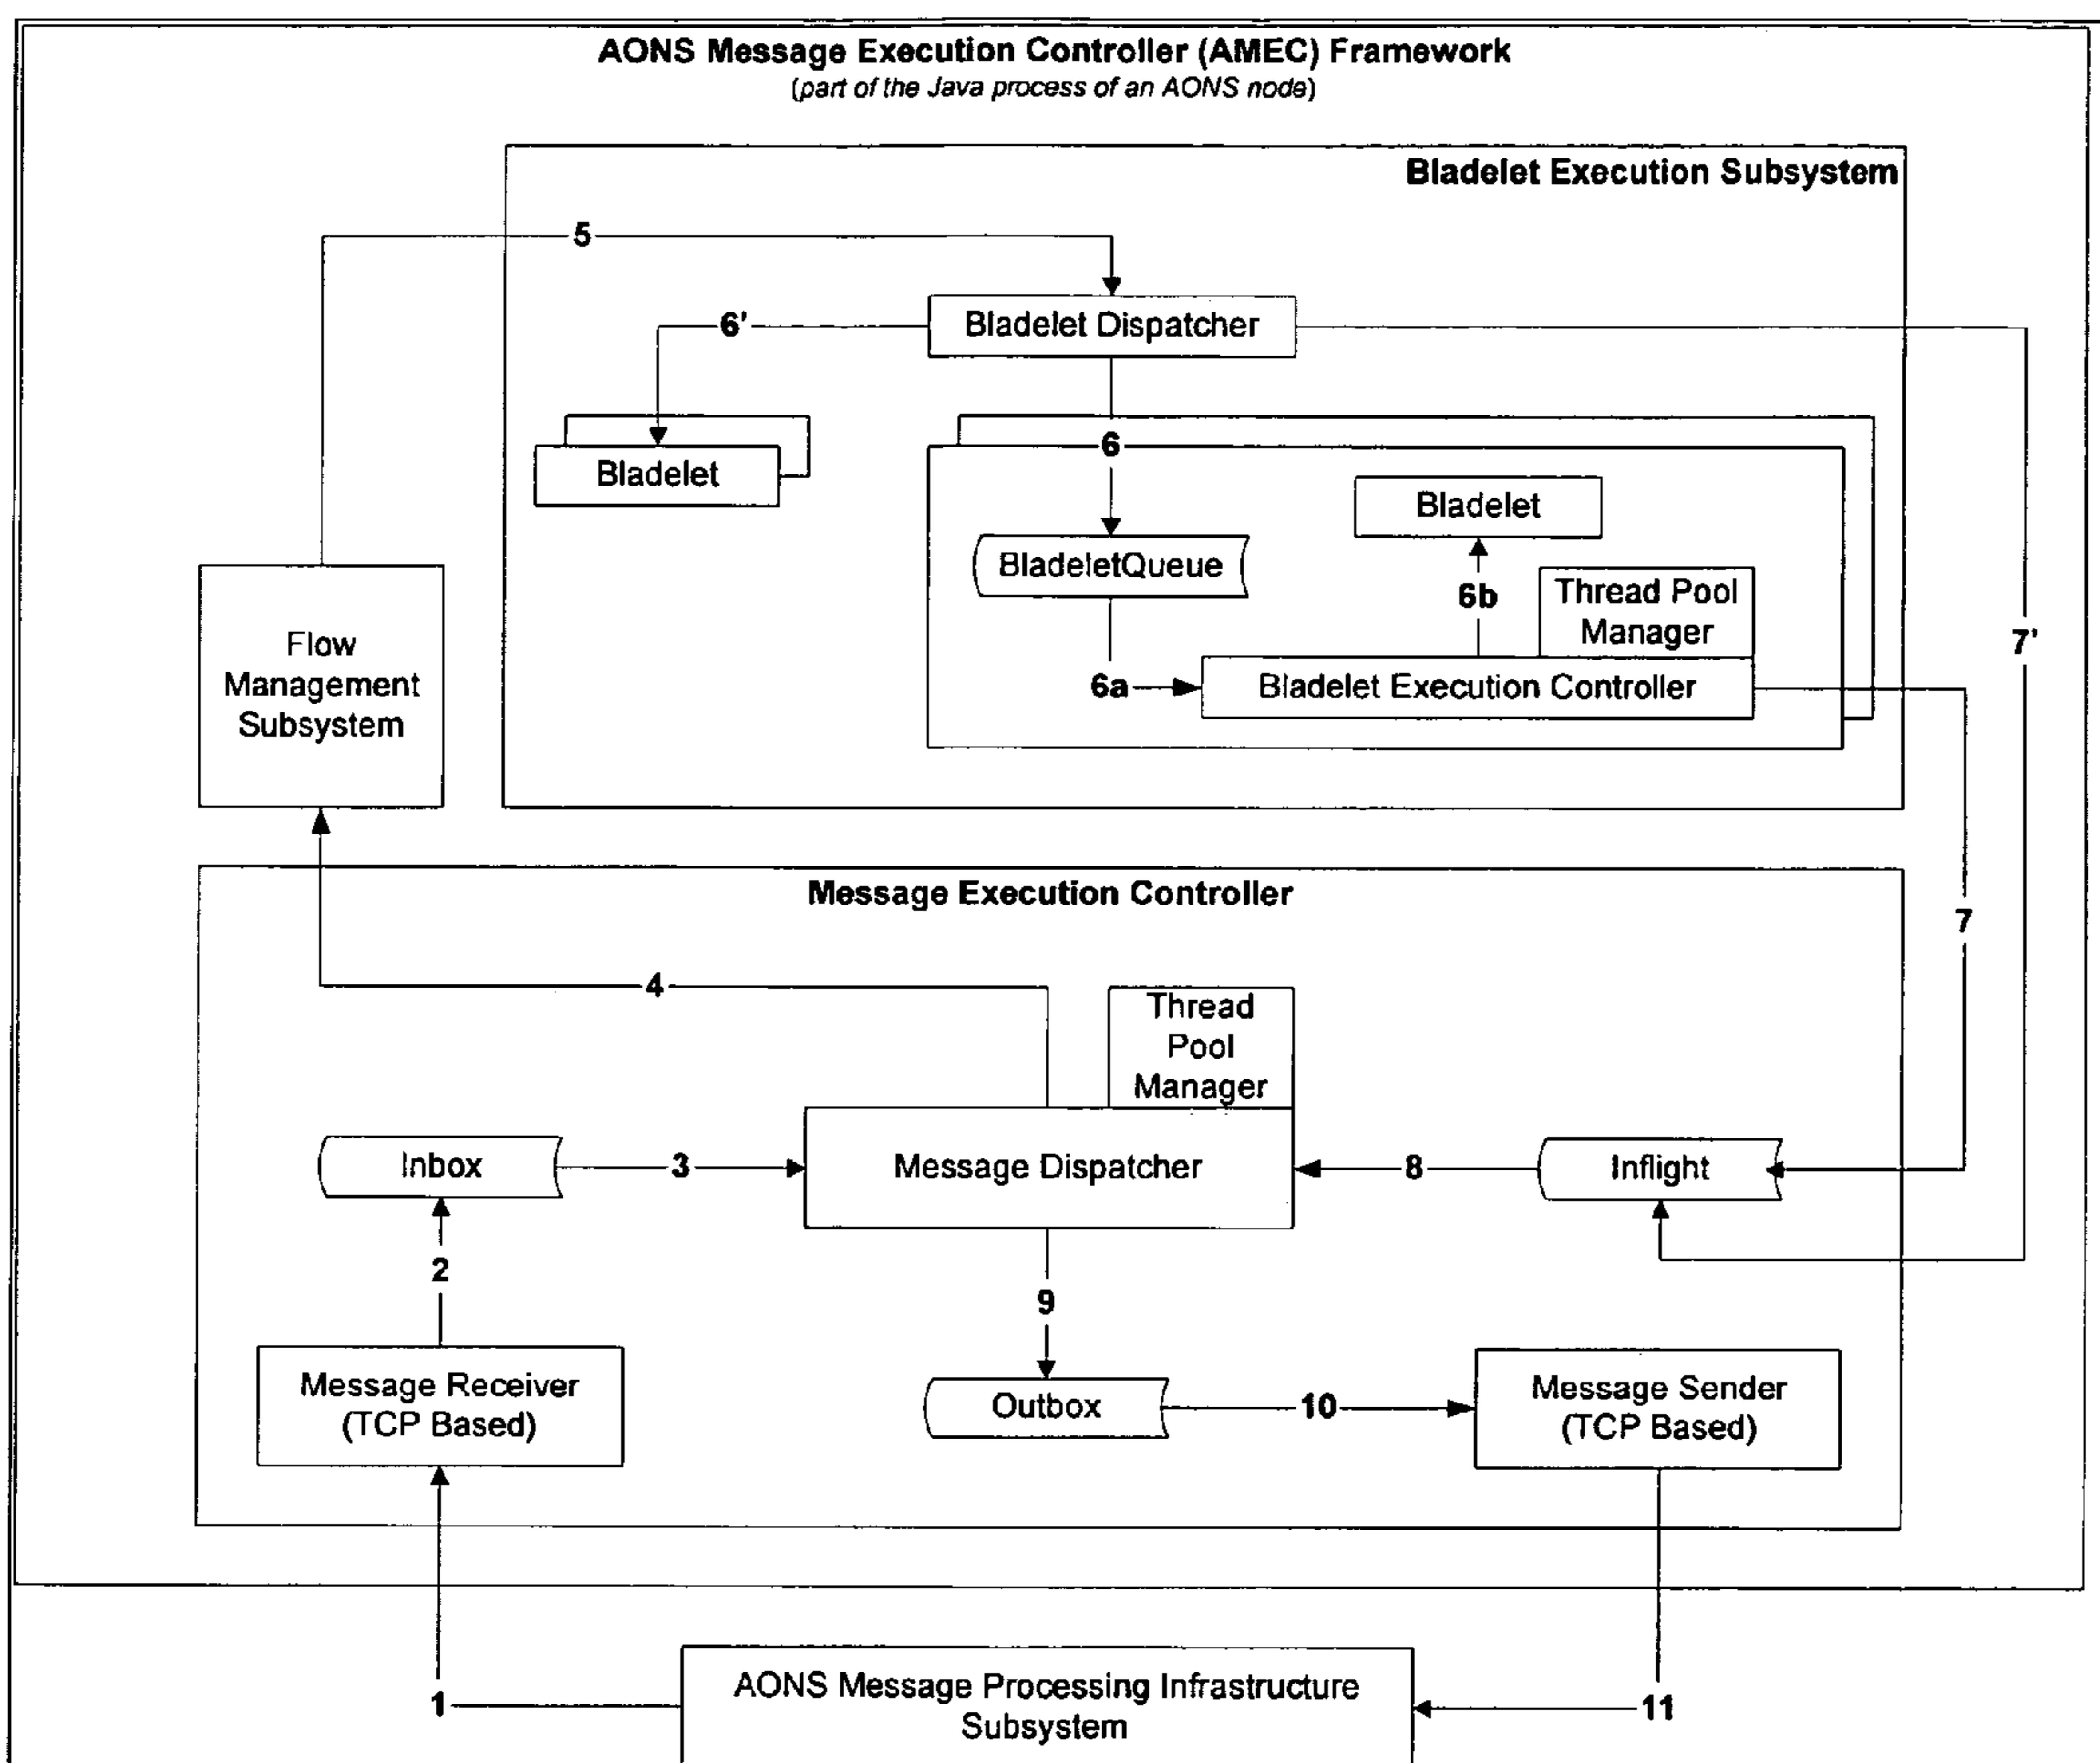 AONS Message Execution Controller (AMEC) Framework
(part of the Java process of an AONS node)
Bladelet Execution Subsystem
5
Bladelet Dispatcher
6'
6
Bladelet
Bladelet
BladeletQueue
6b
Thread Pool
Manager
7'
6a
Bladelet Execution Controller
Flow
Management
Subsystem
Message Execution Controller
7
4
Thread
Pool
Manager
Inbox
3
Message Dispatcher
8
Inflight
2
9
Message Receiver
(TCP Based)
Outbox
10
Message Sender
(TCP Based)
1
AONS Message Processing Infrastructure
Subsystem
11